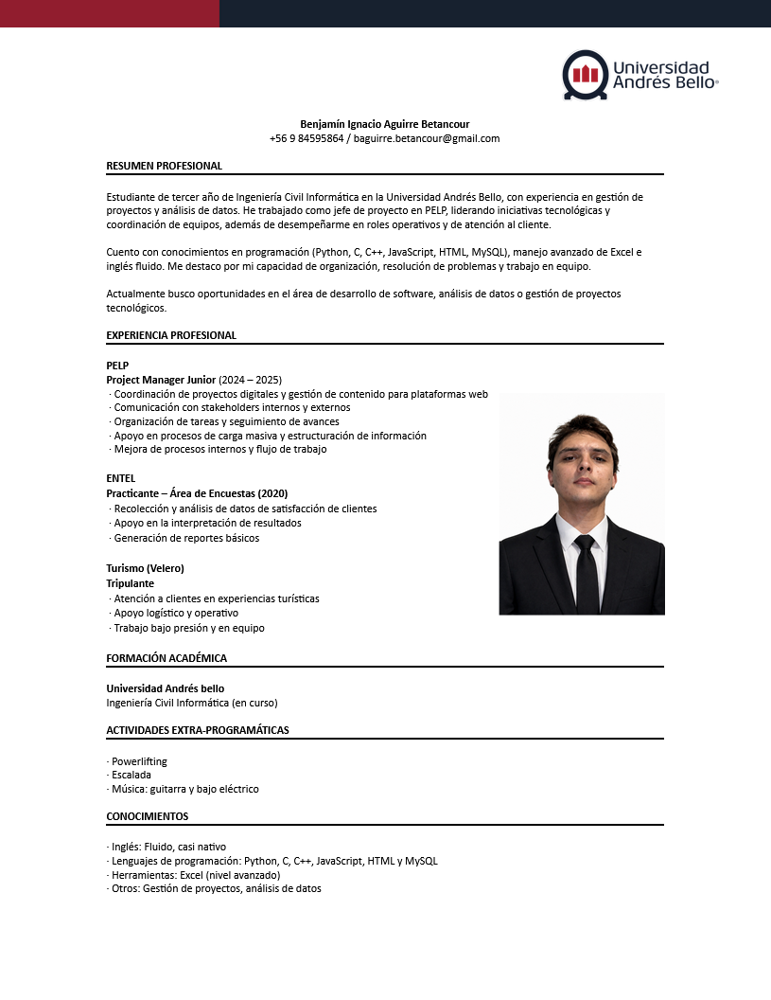 Universidad
Andrés Bello®
Benjamín Ignacio Aguirre Betancour
+56 9 84595864 / baguirre.betancour@gmail.com
RESUMEN PROFESIONAL
Estudiante de tercer año de Ingeniería Civil Informática en la Universidad Andrés Bello, con experiencia en gestión de
proyectos y análisis de datos. He trabajado como jefe de proyecto en PELP, liderando iniciativas tecnológicas y
coordinación de equipos, además de desempeñarme en roles operativos y de atención al cliente.
Cuento con conocimientos en programación (Python, C, C++, JavaScript, HTML, MySQL), manejo avanzado de Excel e
inglés fluido. Me destaco por mi capacidad de organización, resolución de problemas y trabajo en equipo.
Actualmente busco oportunidades en el área de desarrollo de software, análisis de datos o gestión de proyectos
tecnológicos.
EXPERIENCIA PROFESIONAL
PELP
Project Manager Junior (2024 – 2025)
· Coordinación de proyectos digitales y gestión de contenido para plataformas web
· Comunicación con stakeholders internos y externos
· Organización de tareas y seguimiento de avances
· Apoyo en procesos de carga masiva y estructuración de información
· Mejora de procesos internos y flujo de trabajo
ENTEL
Practicante – Área de Encuestas (2020)
· Recolección y análisis de datos de satisfacción de clientes
· Apoyo en la interpretación de resultados
· Generación de reportes básicos
Turismo (Velero)
Tripulante
· Atención a clientes en experiencias turísticas
· Apoyo logístico y operativo
· Trabajo bajo presión y en equipo
FORMACIÓN ACADÉMICA
Universidad Andrés bello
Ingeniería Civil Informática (en curso)
ACTIVIDADES EXTRA-PROGRAMÁTICAS
· Powerlifting
· Escalada
· Música: guitarra y bajo eléctrico
CONOCIMIENTOS
· Inglés: Fluido, casi nativo
· Lenguajes de programación: Python, C, C++, JavaScript, HTML y MySQL
· Herramientas: Excel (nivel avanzado)
· Otros: Gestión de proyectos, análisis de datos